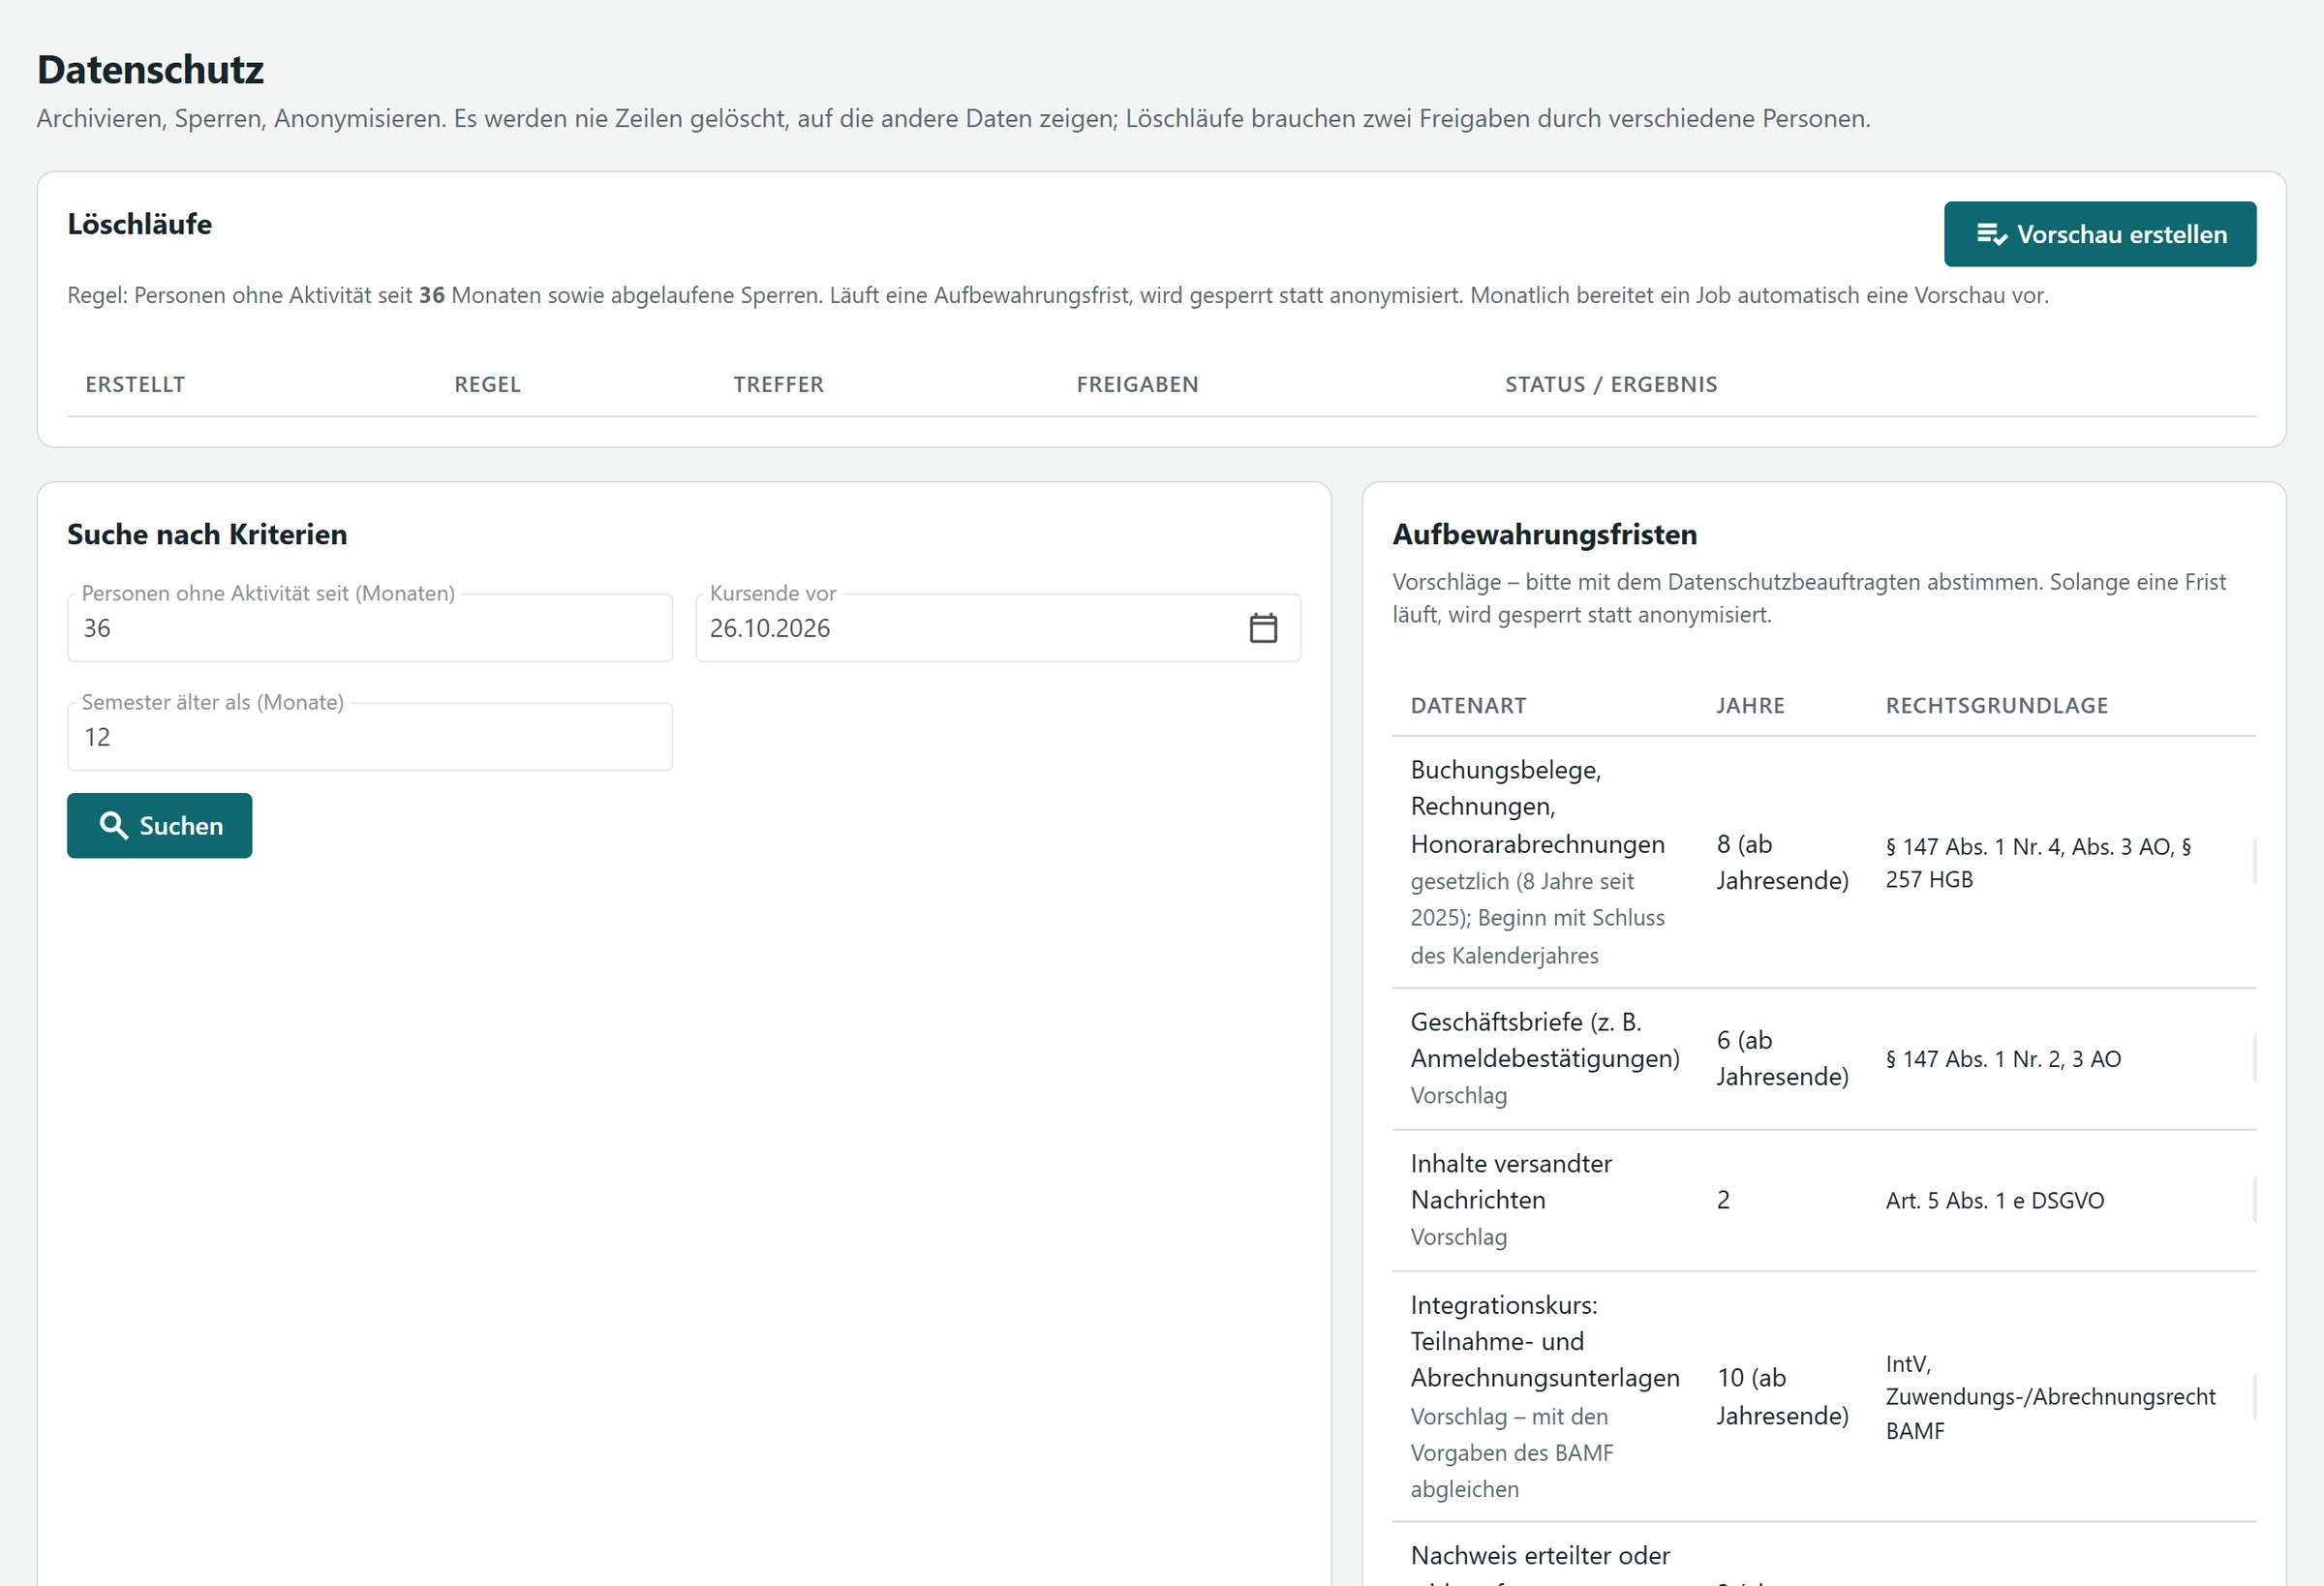 Datenschutz
Archivieren, Sperren, Anonymisieren. Es werden nie Zeilen gelöscht, auf die andere Daten zeigen; Löschläufe brauchen zwei Freigaben durch verschiedene Personen.
Löschläufe
Vorschau erstellen
Regel: Personen ohne Aktivität seit 36 Monaten sowie abgelaufene Sperren. Läuft eine Aufbewahrungsfrist, wird gesperrt statt anonymisiert. Monatlich bereitet ein Job automatisch eine Vorschau vor.
ERSTELLT REGEL TREFFER FREIGABEN STATUS / ERGEBNIS
Suche nach Kriterien
Personen ohne Aktivität seit (Monaten)
36
Kursende vor
26.10.2026
Semester älter als (Monate)
12
Suchen
Aufbewahrungsfristen
Vorschläge – bitte mit dem Datenschutzbeauftragten abstimmen. Solange eine Frist
läuft, wird gesperrt statt anonymisiert.
DATENART JAHRE RECHTSGRUNDLAGE
Buchungsbelege,
Rechnungen,
Honorarabrechnungen
gesetzlich (8 Jahre seit
2025); Beginn mit Schluss
des Kalenderjahres
8 (ab
Jahresende)
§ 147 Abs. 1 Nr. 4, Abs. 3 AO, §
257 HGB
Geschäftsbriefe (z. B.
Anmeldebestätigungen)
Vorschlag
6 (ab
Jahresende)
§ 147 Abs. 1 Nr. 2, 3 AO
Inhalte versandter
Nachrichten
Vorschlag
2
Art. 5 Abs. 1 e DSGVO
Integrationskurs:
Teilnahme- und
Abrechnungsunterlagen
Vorschlag – mit den
Vorgaben des BAMF
abgleichen
10 (ab
Jahresende)
IntV,
Zuwendungs-/Abrechnungsrecht
BAMF
Nachweis erteilter oder